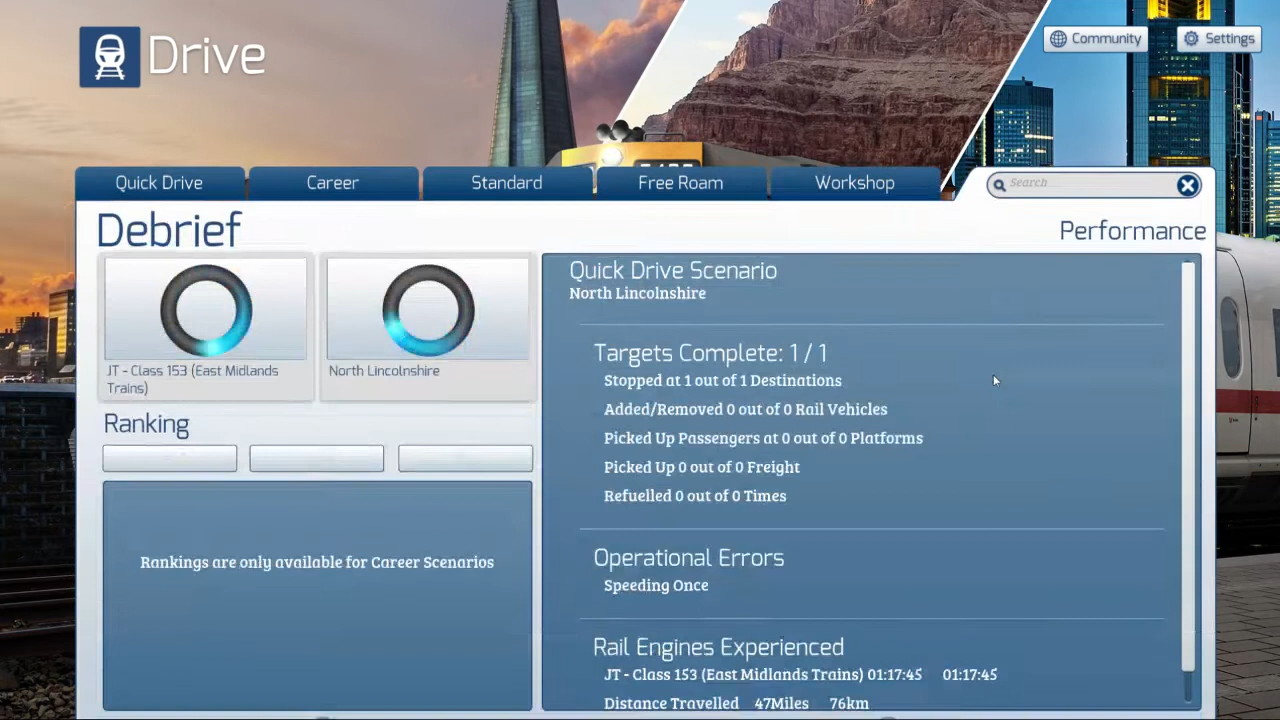 Drive
Community
Settings
Quick Drive
Career
Standard
Free Roam
Workshop
Search
Debrief
Performance
JT - Class 153 (East Midlands
Trains)
North Lincolnshire
Ranking
Rankings are only available for Career Scenarios
Quick Drive Scenario
North Lincolnshire
Targets Complete: 1 / 1
Stopped at 1 out of 1 Destinations
Added/Removed 0 out of 0 Rail Vehicles
Picked Up Passengers at 0 out of 0 Platforms
Picked Up 0 out of 0 Freight
Refuelled 0 out of 0 Times
Operational Errors
Speeding Once
Rail Engines Experienced
JT - Class 153 (East Midlands Trains) 01:17:45 01:17:45
Distance Travelled 47Miles 76km